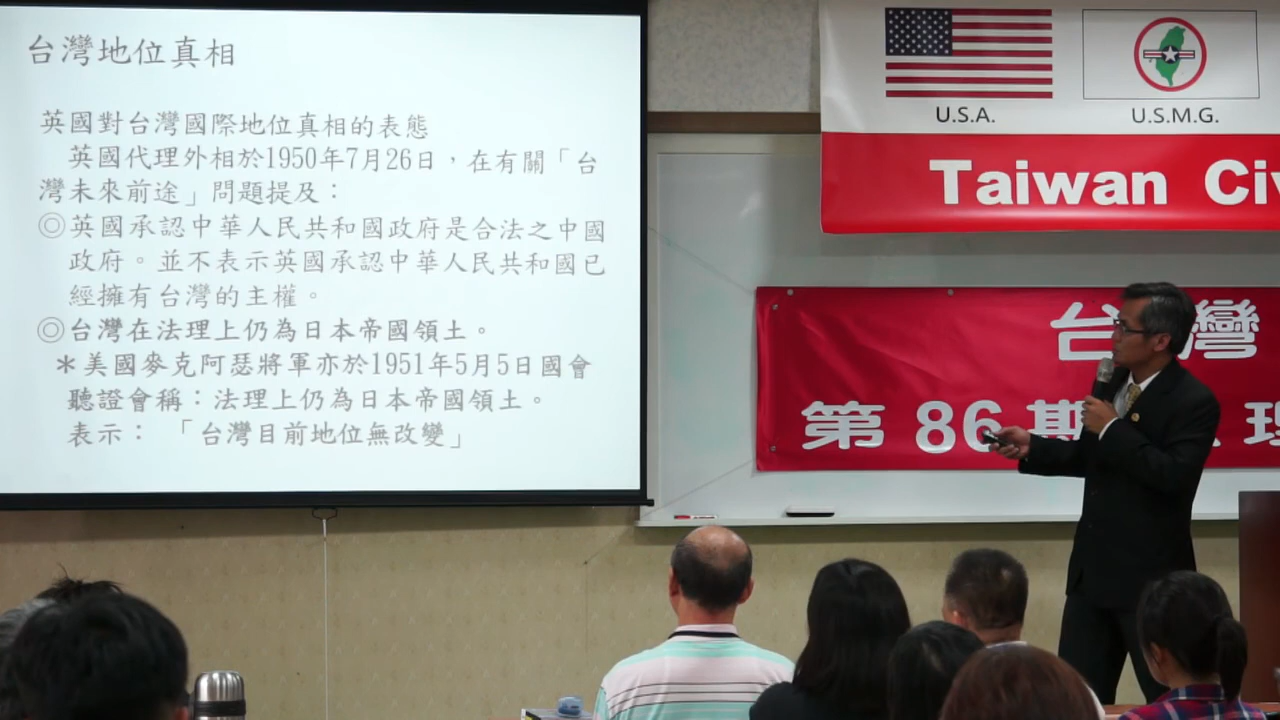 台灣地位真相
英國對台灣國際地位真相的表態
英國代理外相於1950年7月26日，在有關「台
灣未來前途」問題提及：
◎英國承認中華人民共和國政府是合法之中國
政府。並不表示英國承認中華人民共和國已
經擁有台灣的主權。
◎台灣在法理上仍為日本帝國領土。
＊美國麥克阿瑟將軍亦於1951年5月5日國會
聽證會稱：法理上仍為日本帝國領土。
表示：「台灣目前地位無改變」
U.S.A.
U.S.M.G.
Taiwan Civ
台灣
第86期 理